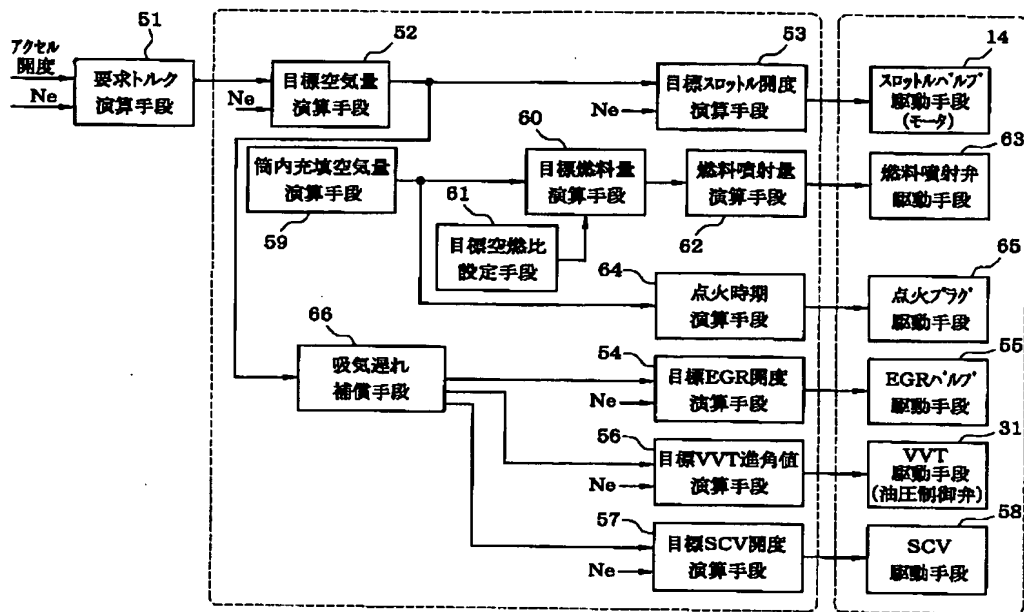 51
アクセル
開度
Ne
要求トルク
演算手段
52
Ne
目標空気量
演算手段
53
Ne
目標スロットル開度
演算手段
14
スロットルバルブ
駆動手段
(モータ)
筒内充填空気量
演算手段
59
60
目標燃料量
演算手段
61
目標空燃比
設定手段
燃料噴射量
演算手段
62
63
燃料噴射弁
駆動手段
64
点火時期
演算手段
65
点火プラグ
駆動手段
66
吸気遅れ
補償手段
54
Ne
目標EGR開度
演算手段
55
EGRバルブ
駆動手段
56
Ne
目標VVT進角値
演算手段
31
VVT
駆動手段
(油圧制御弁)
57
Ne
目標SCV開度
演算手段
58
SCV
駆動手段